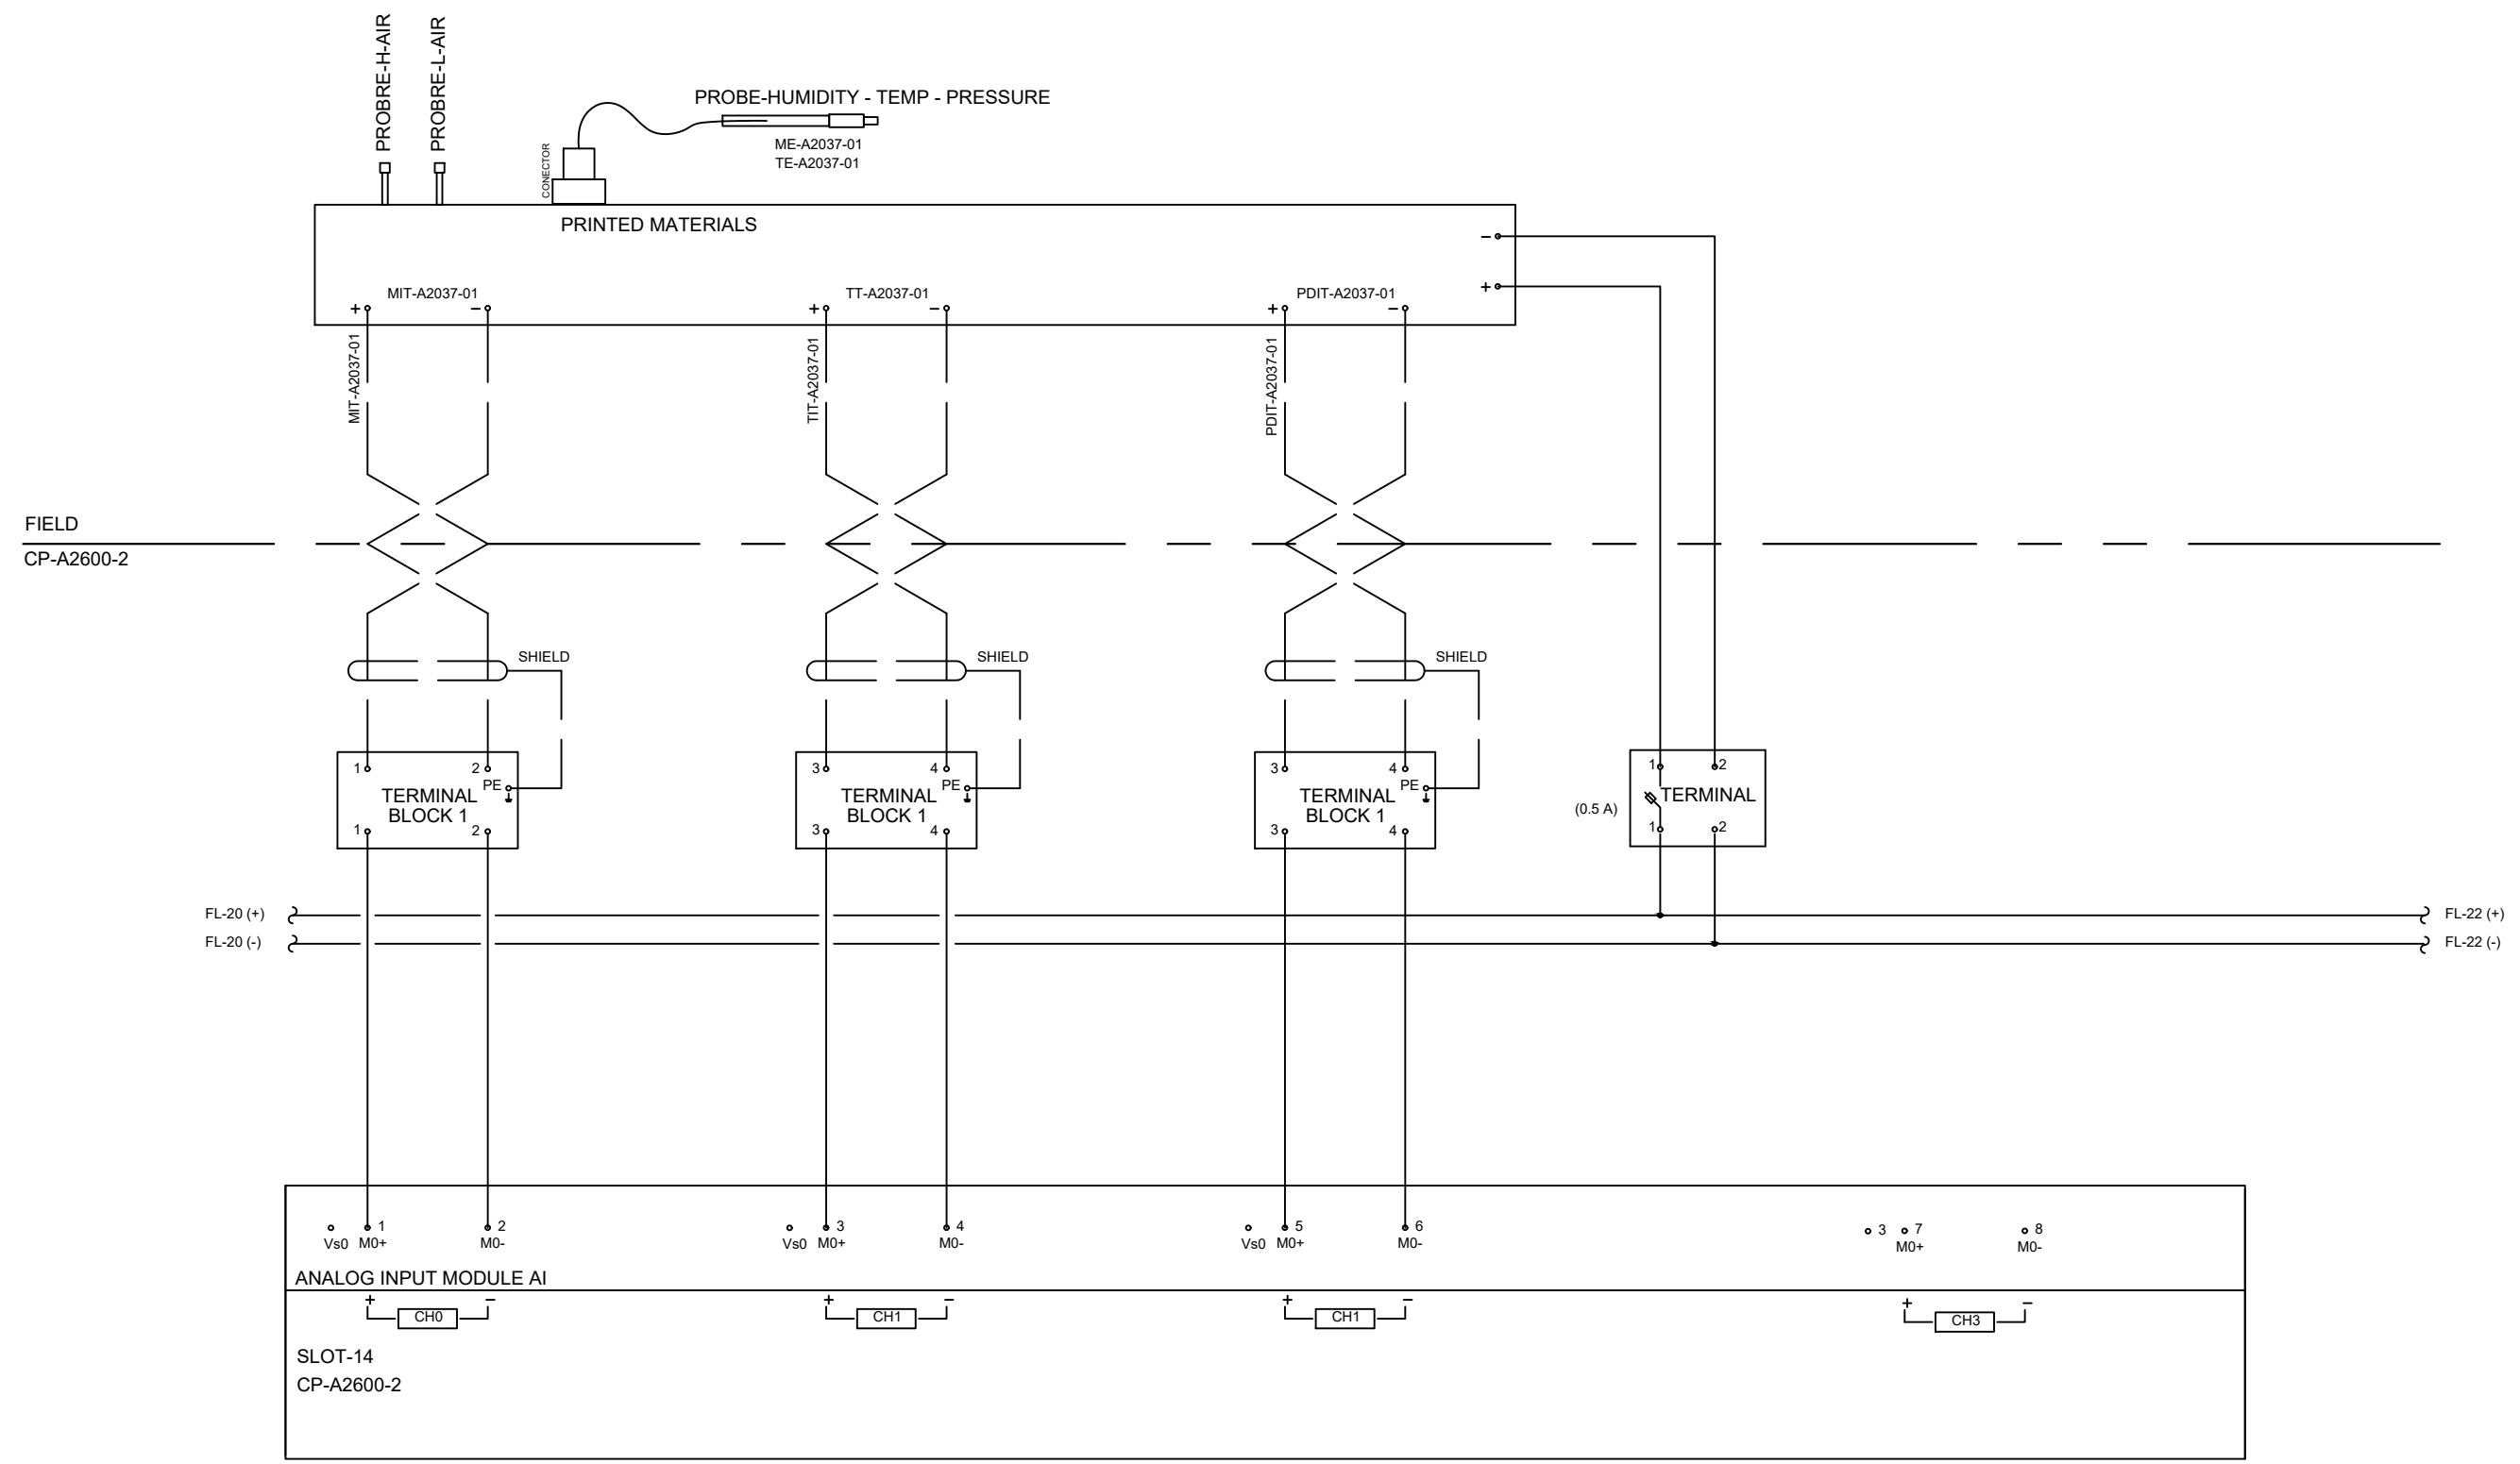 PROBRE-H-AIR
PROBRE-L-AIR
PROBE-HUMIDITY - TEMP - PRESSURE
ME-A2037-01
TE-A2037-01
CONECTOR
PRINTED MATERIALS
−
+
MIT-A2037-01
+ −
TT-A2037-01
+ −
PDIT-A2037-01
+ −
MIT-A2037-01
TIT-A2037-01
PDIT-A2037-01
FIELD
CP-A2600-2
SHIELD
SHIELD
SHIELD
1 2
PE
TERMINAL
BLOCK 1
1 2
3 4
PE
TERMINAL
BLOCK 1
3 4
3 4
PE
TERMINAL
BLOCK 1
3 4
1 2
(0.5 A)
TERMINAL
1 2
FL-20 (+)
FL-22 (+)
FL-20 (-)
FL-22 (-)
1 2
Vs0 M0+ M0-
3 4
Vs0 M0+ M0-
5 6
Vs0 M0+ M0-
3 7 8
M0+ M0-
ANALOG INPUT MODULE AI
+ CH0 −
+ CH1 −
+ CH1 −
+ CH3 −
SLOT-14
CP-A2600-2